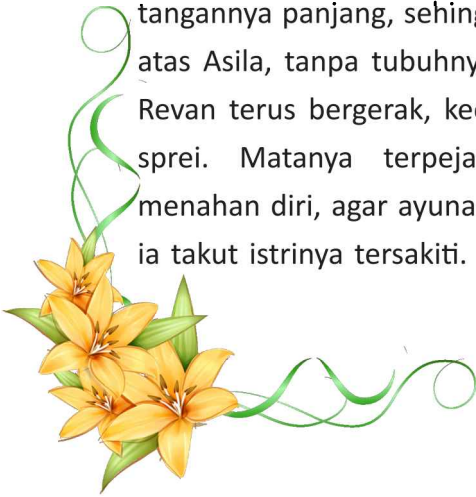 tangannya panjang, sehing
atas Asila, tanpa tubuhny
Revan terus bergerak, ked
sprei. Matanya terpeja
menahan diri, agar ayuna
ia takut istrinya tersakiti.